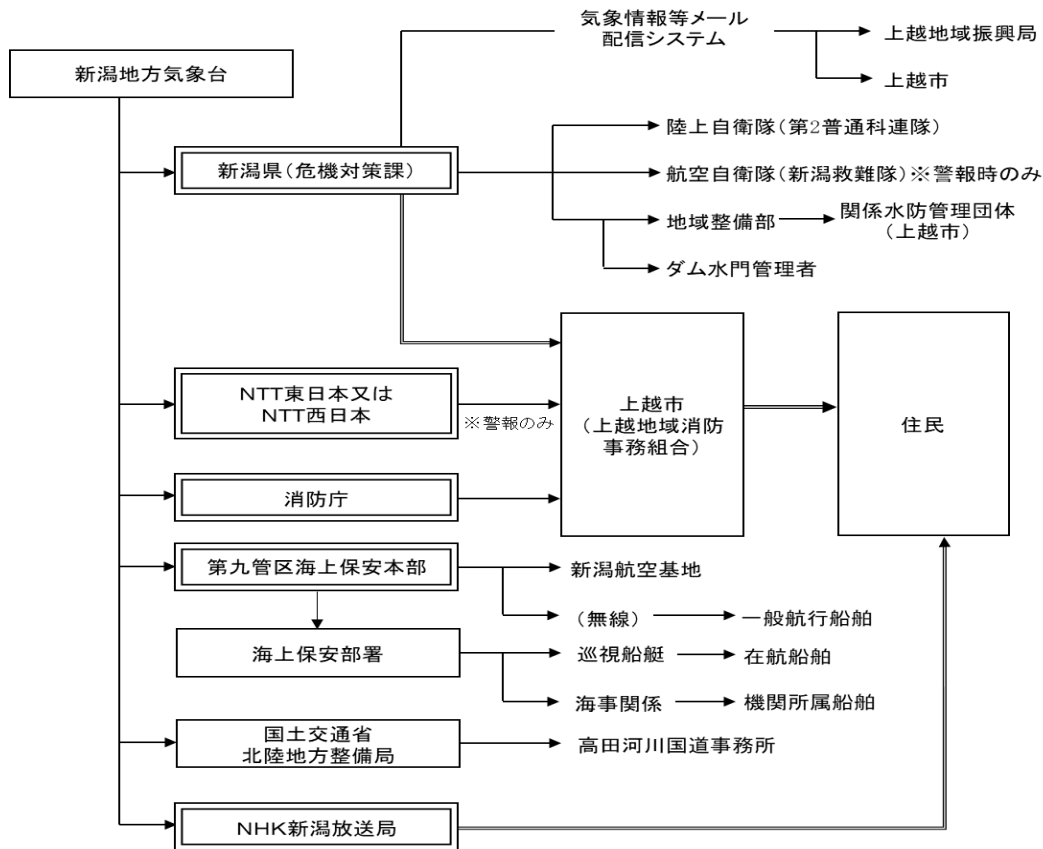 気象情報等メール
配信システム
上越地域振興局
上越市
新潟地方気象台
陸上自衛隊(第2普通科連隊)
新潟県(危機対策課)
航空自衛隊(新潟救難隊)※警報時のみ
地域整備部
関係水防管理団体
(上越市)
ダム水門管理者
NTT東日本又は
NTT西日本
※警報のみ
上越市
(上越地域消防
事務組合)
住民
消防庁
第九管区海上保安本部
新潟航空基地
(無線)
一般航行船舶
海上保安部署
巡視船艇
在航船舶
海事関係
機関所属船舶
国土交通省
北陸地方整備局
高田河川国道事務所
NHK新潟放送局